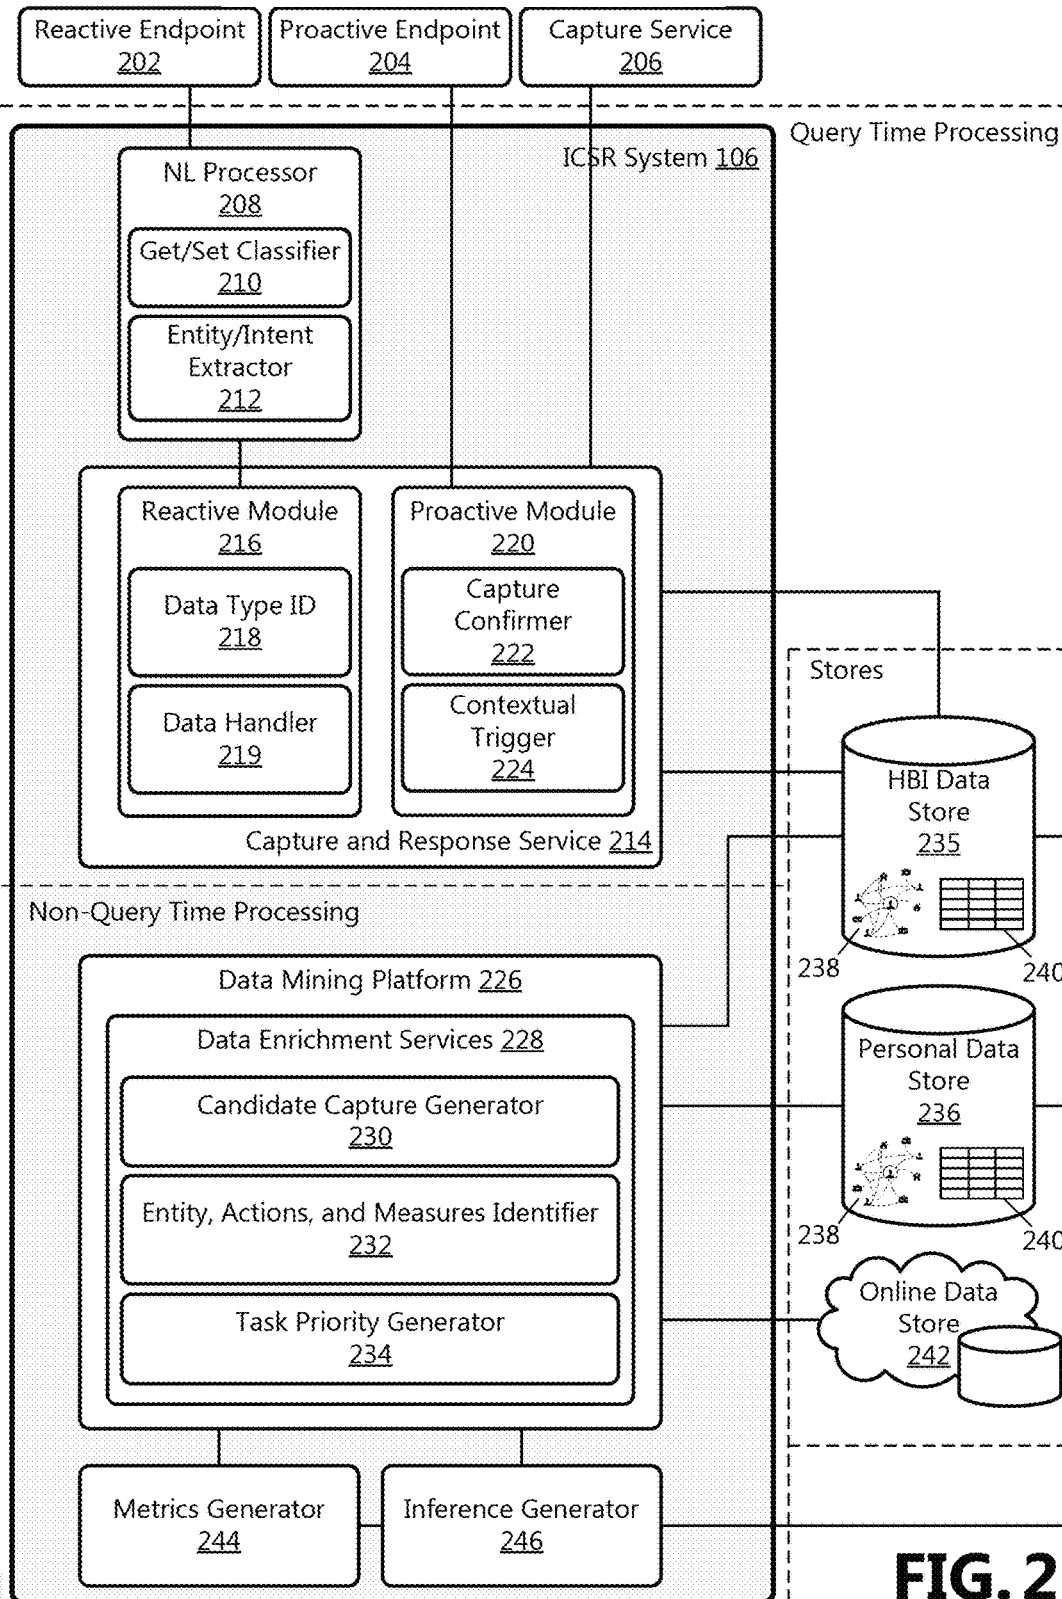 Reactive Endpoint
202
Proactive Endpoint
204
Capture Service
206
Query Time Processing
ICSR System 106
NL Processor
208
Get/Set Classifier
210
Entity/Intent
Extractor
212
Reactive Module
216
Data Type ID
218
Data Handler
219
Proactive Module
220
Capture
Confirmer
222
Contextual
Trigger
224
Capture and Response Service 214
Stores
HBI Data
Store
235
238
240
Non-Query Time Processing
Data Mining Platform 226
Data Enrichment Services 228
Candidate Capture Generator
230
Entity, Actions, and Measures Identifier
232
Task Priority Generator
234
Personal Data
Store
236
238
240
Online Data
Store
242
Metrics Generator
244
Inference Generator
246
FIG. 2